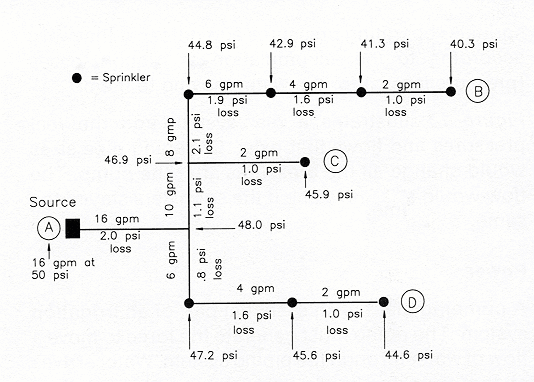 44.8 psi
42.9 psi
41.3 psi
40.3 psi
= Sprinkler
6 gpm
4 gpm
2 gpm
B
1.9 psi
loss
1.6 psi
loss
1.0 psi
loss
8 gmp
2.1 psi
loss
46.9 psi
2 gpm
C
1.0 psi
loss
45.9 psi
10 gpm
1.1 psi
loss
Source
A
16 gpm
2.0 psi
loss
48.0 psi
16 gpm at
50 psi
6 gpm
.8 psi
loss
4 gpm
2 gpm
D
1.6 psi
loss
1.0 psi
loss
47.2 psi
45.6 psi
44.6 psi